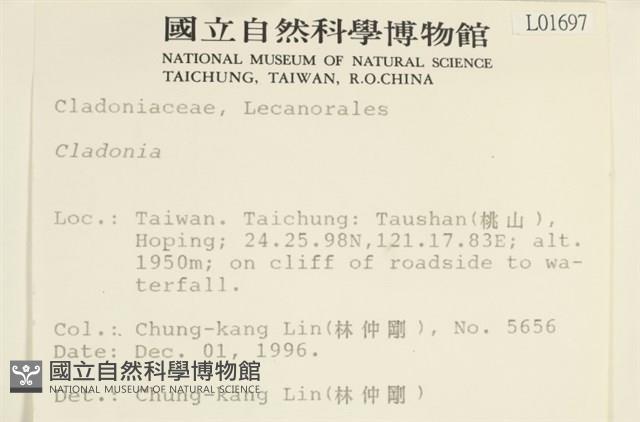 國立自然科學博物館
L01697
NATIONAL MUSEUM OF NATURAL SCIENCE
TAICHUNG, TAIWAN, R.O.CHINA
Cladoniaceae, Lecanorales
Cladonia
Loc.: Taiwan. Taichung: Taushan(桃山),
Hoping; 24.25.98N,121.17.83E; alt.
1950m; on cliff of roadside to wa-
terfall.
Col.: Chung-kang Lin(林仲剛), No. 5656
Date: Dec. 01, 1996.
國立自然科學博物館
NATIONAL MUSEUM OF NATURAL SCIENCE
Det.: Chung-kang Lin(林仲剛)